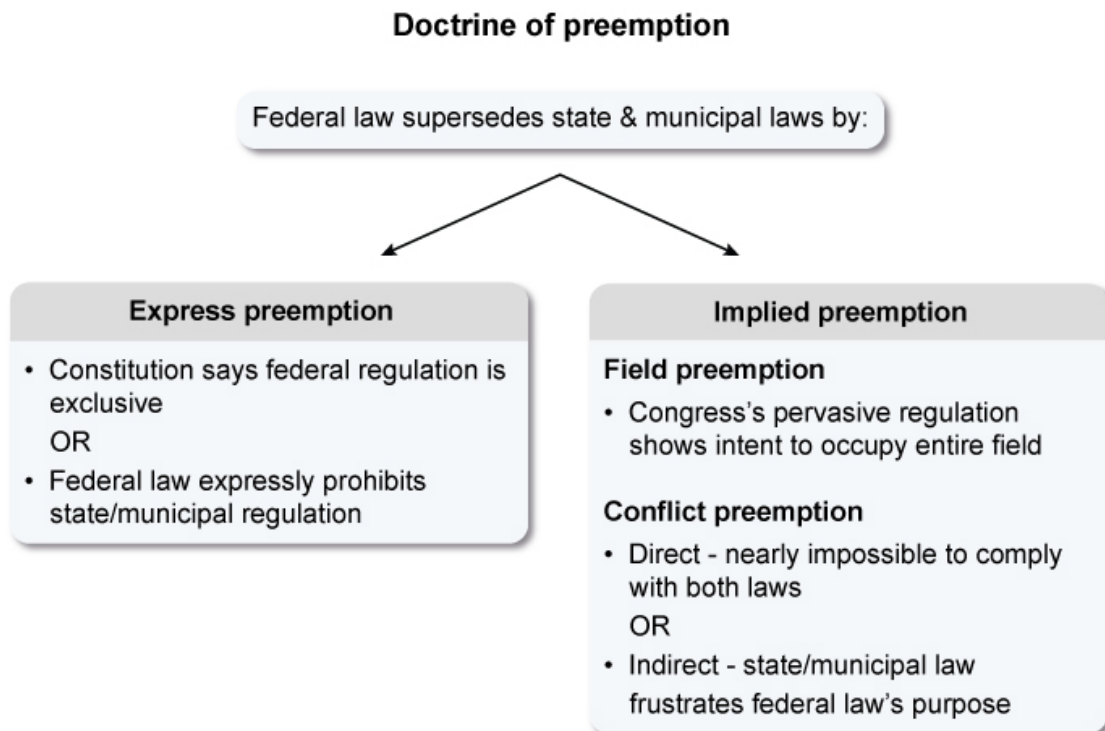 Doctrine of preemption
Federal law supersedes state & municipal laws by:
Express preemption
• Constitution says federal regulation is
exclusive
OR
• Federal law expressly prohibits
state/municipal regulation
Implied preemption
Field preemption
• Congress's pervasive regulation
shows intent to occupy entire field
Conflict preemption
• Direct - nearly impossible to comply
with both laws
OR
• Indirect - state/municipal law
frustrates federal law's purpose